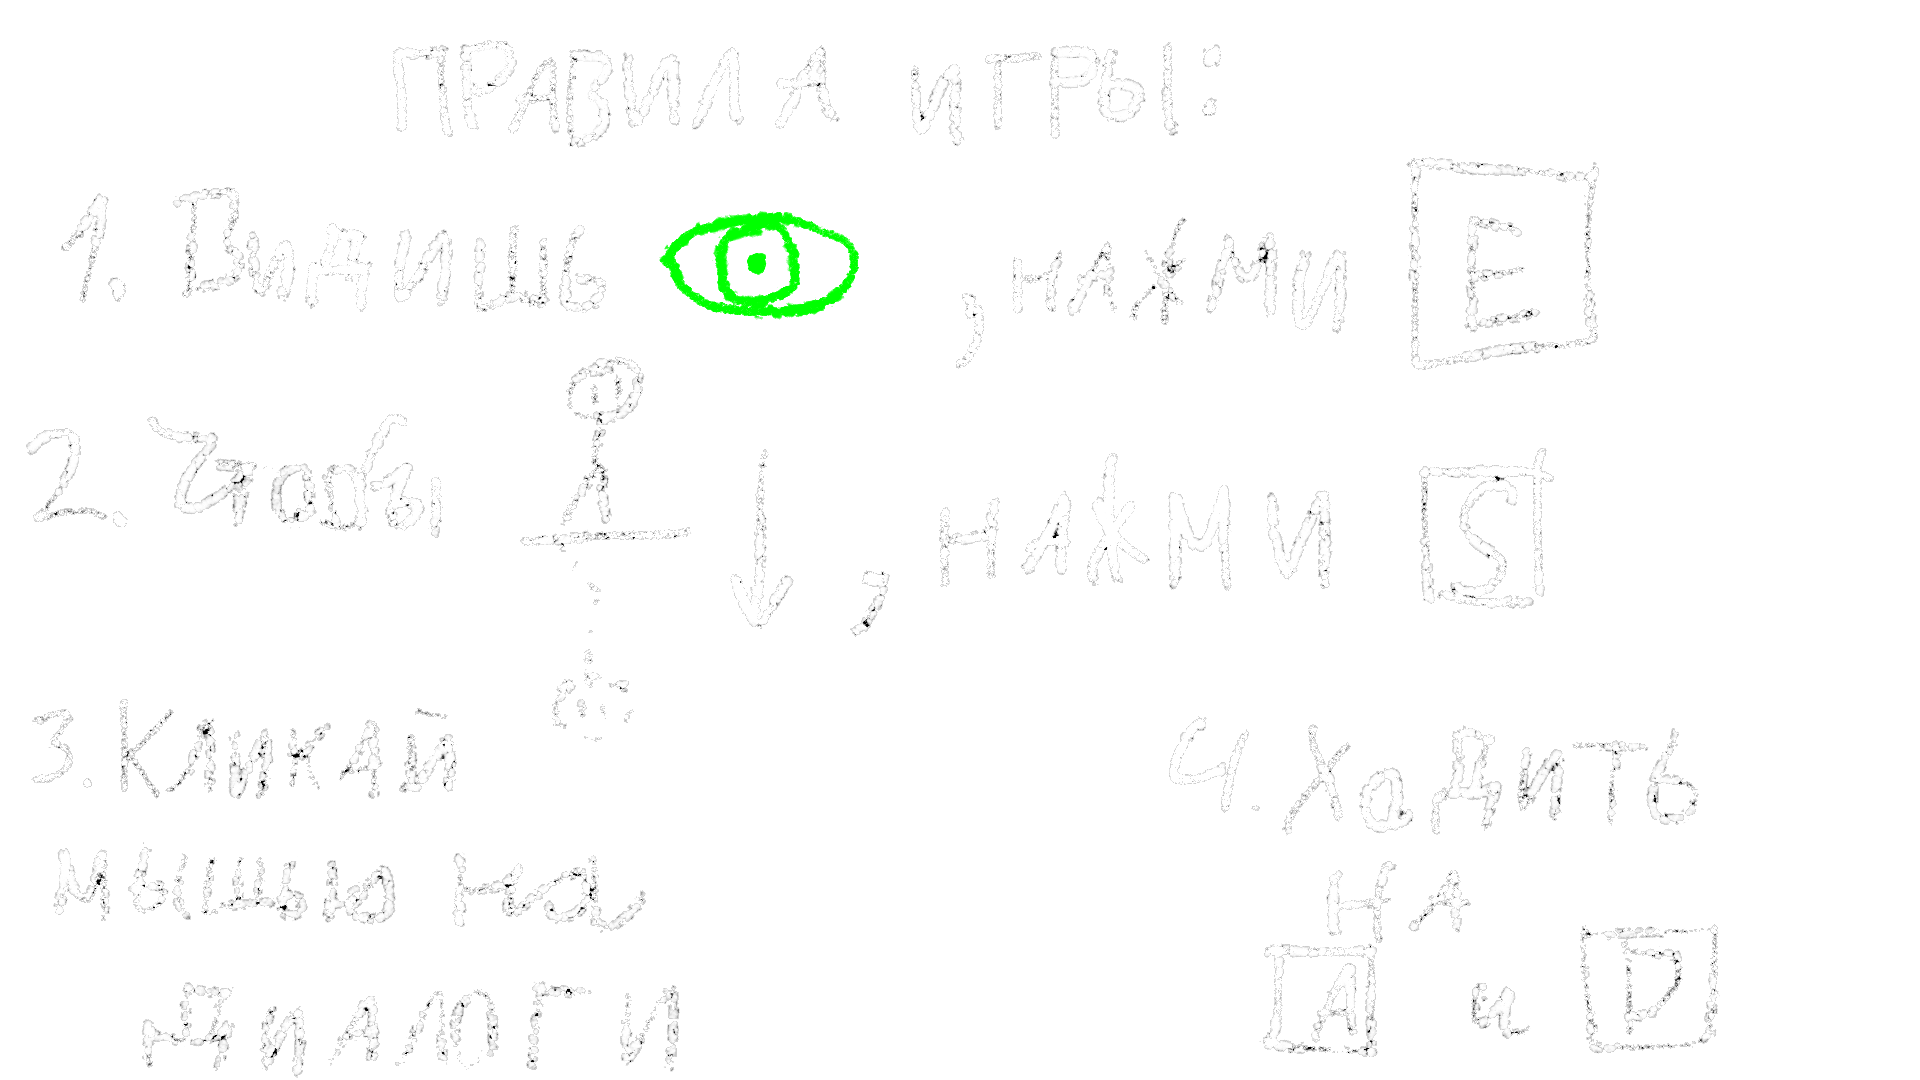 ПРАВИЛА ИГРЫ:
1. Видишь , нажми E
2. Чтобы , нажми S
3. Кликай
мышью на
диалоги
4. Ходить
на
A и D